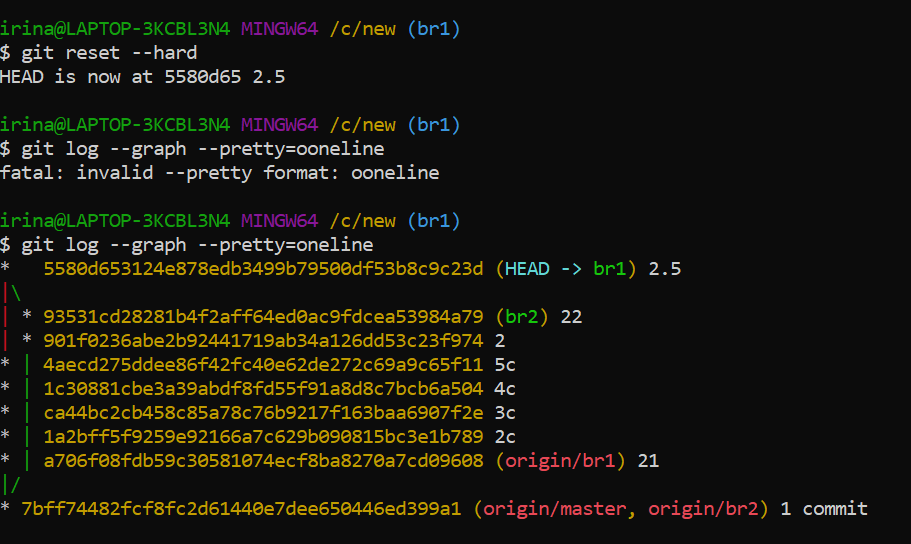 irina@LAPTOP-3KCBL3N4 MINGW64 /c/new (br1)
$ git reset --hard
HEAD is now at 5580d65 2.5
irina@LAPTOP-3KCBL3N4 MINGW64 /c/new (br1)
$ git log --graph --pretty=ooneline
fatal: invalid --pretty format: ooneline
irina@LAPTOP-3KCBL3N4 MINGW64 /c/new (br1)
$ git log --graph --pretty=oneline
*   5580d653124e878edb3499b79500df53b8c9c23d (HEAD -> br1) 2.5
|\
| * 93531cd28281b4f2aff64ed0ac9fdcea53984a79 (br2) 22
| * 901f0236abe2b92441719ab34a126dd53c23f974 2
* | 4aecd275ddee86f42fc40e62de272c69a9c65f11 5c
* | 1c30881cbe3a39abdf8fd55f91a8d8c7bcb6a504 4c
* | ca44bc2cb458c85a78c76b9217f163baa6907f2e 3c
* | 1a2bff5f9259e92166a7c629b090815bc3e1b789 2c
* | a706f08fdb59c30581074ecf8ba8270a7cd09608 (origin/br1) 21
|/
* 7bff74482fcf8fc2d61440e7dee650446ed399a1 (origin/master, origin/br2) 1 commit